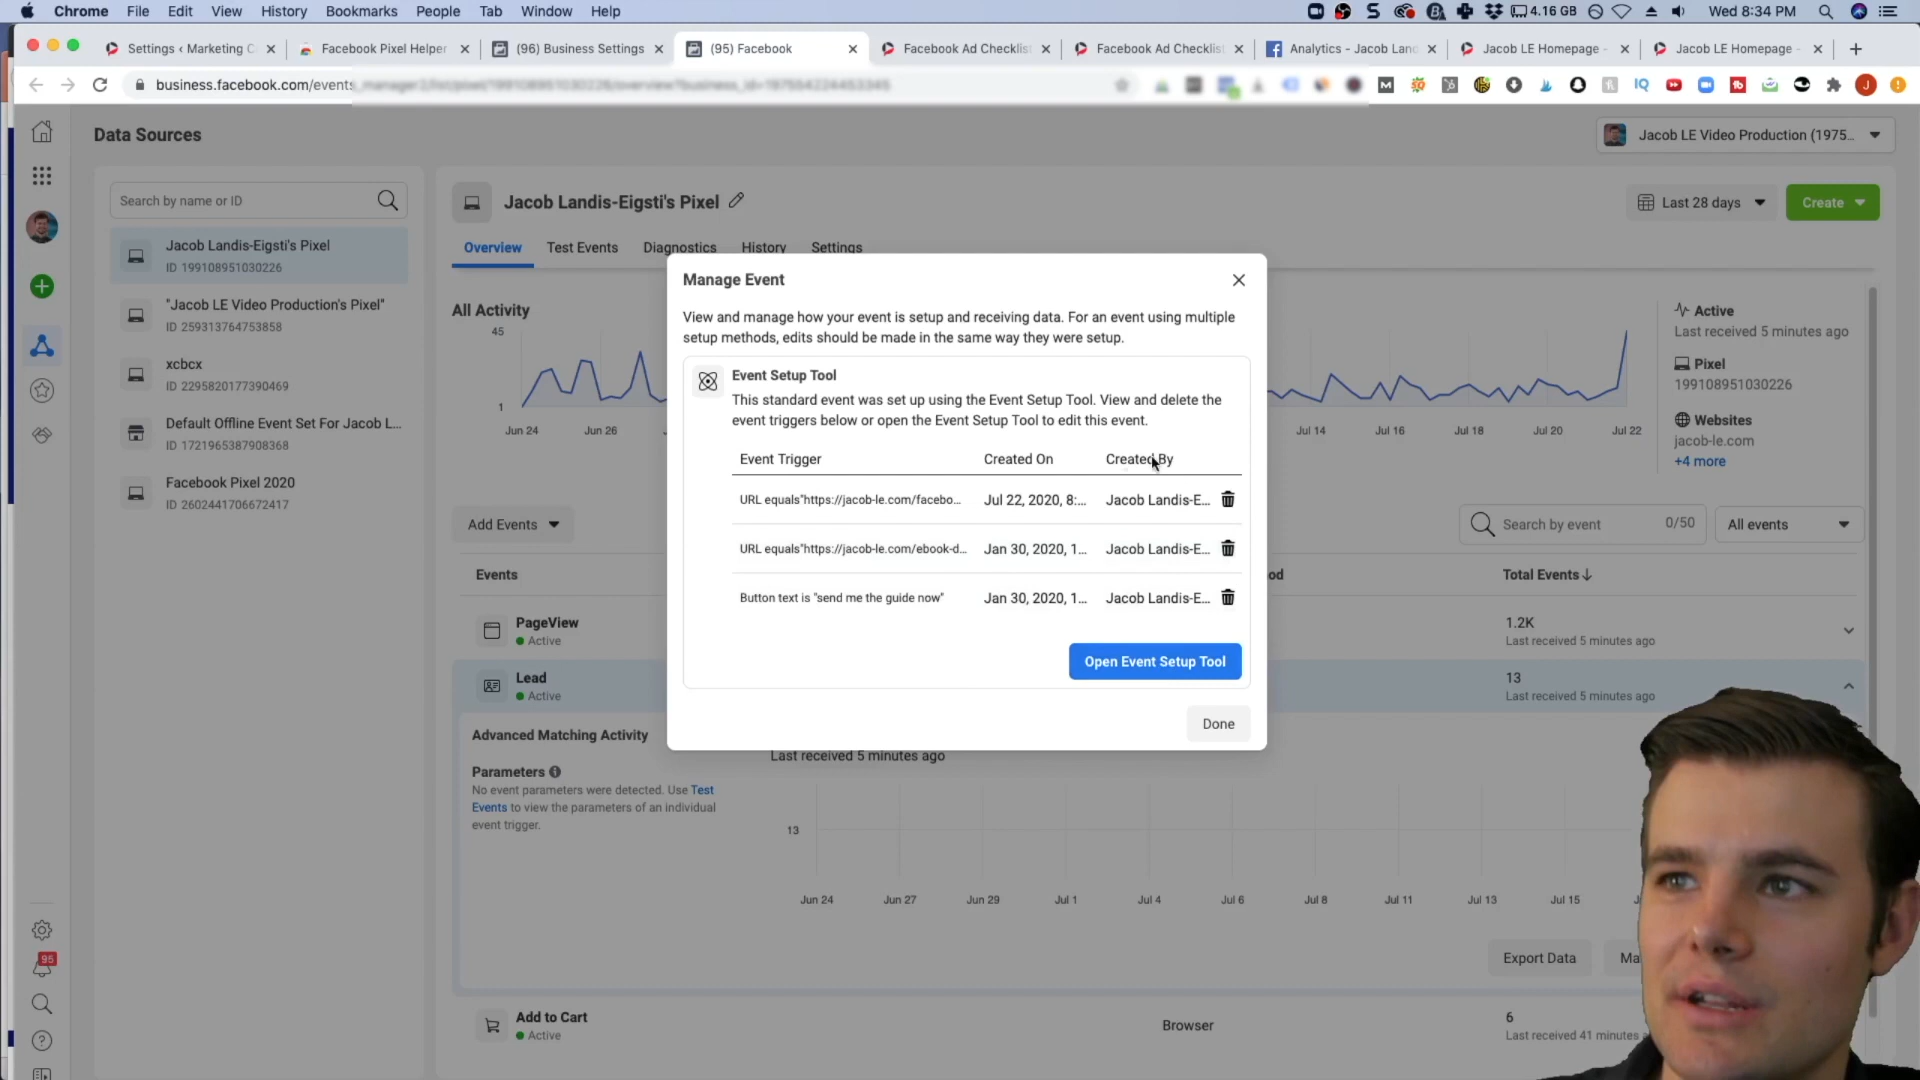 Chrome File Edit View History Bookmarks People Tab Window Help
4.16 GB Wed 8:34 PM
Settings ‹ Marketing C
Facebook Pixel Helper
(96) Business Settings
(95) Facebook
Facebook Ad Checklist
Facebook Ad Checklist
Analytics - Jacob Land
Jacob LE Homepage -
Jacob LE Homepage -
business.facebook.com/events
Data Sources
Jacob LE Video Production (1975...
Search by name or ID
Jacob Landis-Eigsti's Pixel
ID 199108951030226
"Jacob LE Video Production's Pixel"
ID 259313764753858
xcbcx
ID 2295820177390469
Default Offline Event Set For Jacob L...
ID 1721965387908368
Facebook Pixel 2020
ID 2602441706672417
95
Jacob Landis-Eigsti's Pixel
Last 28 days
Create
Overview Test Events Diagnostics History Settings
All Activity
45
1
Jun 24 Jun 26
Jul 14 Jul 16 Jul 18 Jul 20 Jul 22
Active
Last received 5 minutes ago
Pixel
199108951030226
Websites
jacob-le.com
+4 more
Manage Event
View and manage how your event is setup and receiving data. For an event using multiple
setup methods, edits should be made in the same way they were setup.
Event Setup Tool
This standard event was set up using the Event Setup Tool. View and delete the
event triggers below or open the Event Setup Tool to edit this event.
Event Trigger Created On Created By
URL equals"https://jacob-le.com/facebo... Jul 22, 2020, 8:... Jacob Landis-E...
URL equals"https://jacob-le.com/ebook-d... Jan 30, 2020, 1... Jacob Landis-E...
Button text is "send me the guide now" Jan 30, 2020, 1... Jacob Landis-E...
Open Event Setup Tool
Done
Add Events
Search by event 0/50
All events
Events
od
Total Events
PageView
Active
1.2K
Last received 5 minutes ago
Lead
Active
13
Last received 5 minutes ago
Advanced Matching Activity
Last received 5 minutes ago
Parameters
No event parameters were detected. Use Test
Events to view the parameters of an individual
event trigger.
13
Jun 24 Jun 27 Jun 29 Jul 1 Jul 4 Jul 6 Jul 8 Jul 11 Jul 13 Jul 15
Export Data
Ma
Add to Cart
Active
Browser
6
Last received 41 minutes